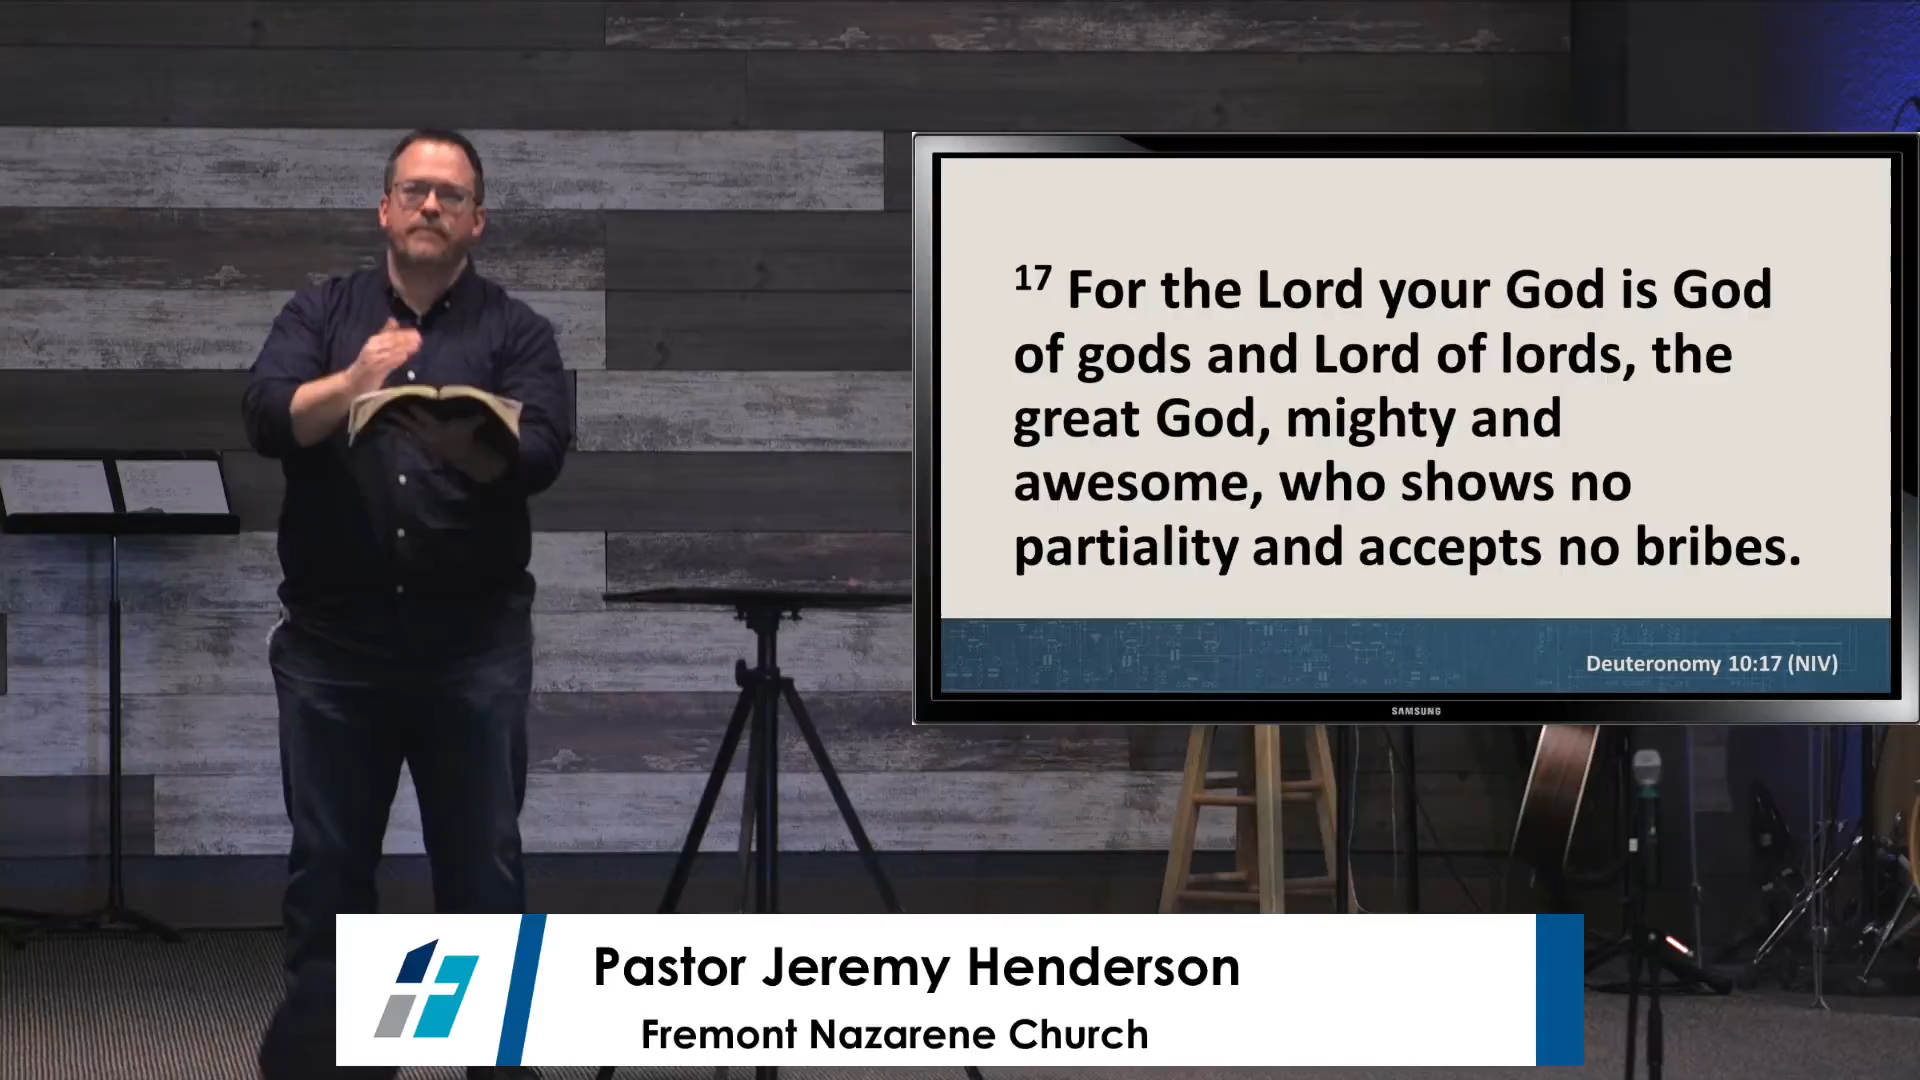 17 For the Lord your God is God
of gods and Lord of lords, the
great God, mighty and
awesome, who shows no
partiality and accepts no bribes.
Deuteronomy 10:17 (NIV)
SAMSUNG
Pastor Jeremy Henderson
Fremont Nazarene Church